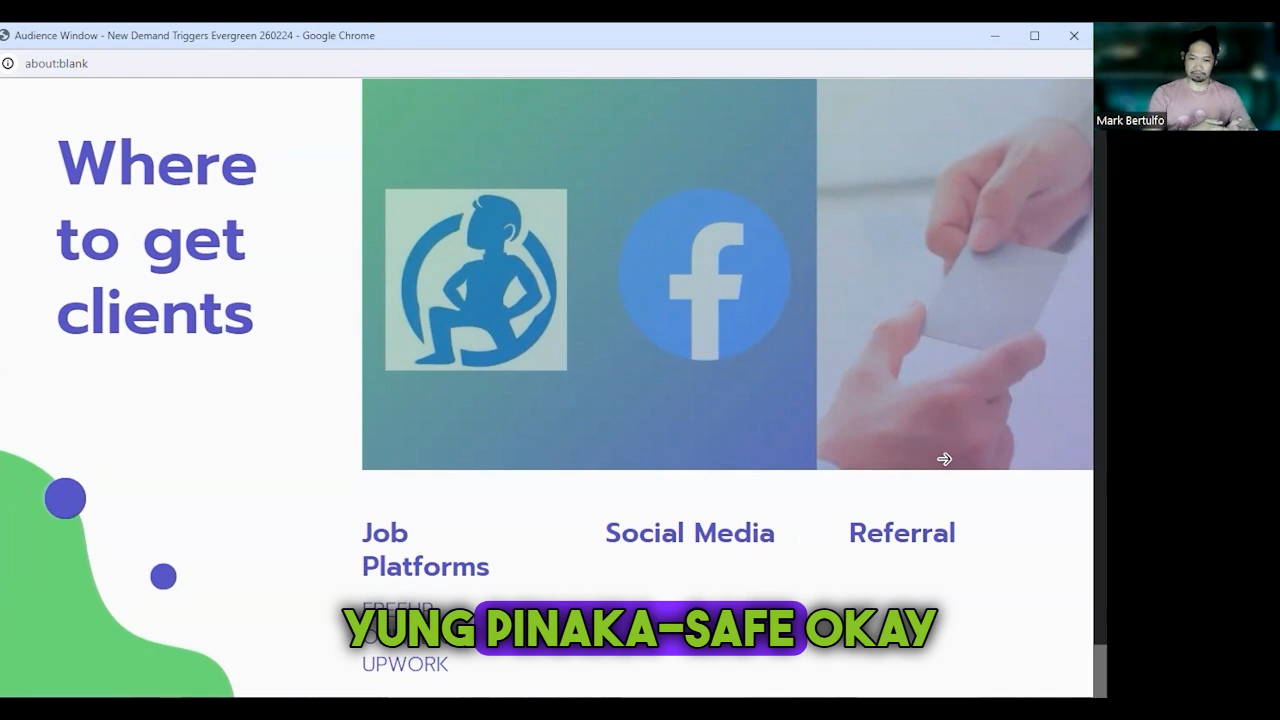 Audience Window - New Demand Triggers Evergreen 260224 - Google Chrome
about:blank
Mark Bertulfo
Where
to get
clients
Job
Platforms
Social Media
Referral
YUNG PINAKA-SAFE OKAY
UPWORK